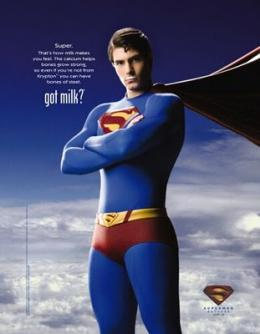 Super.
That's how milk makes
you feel. The calcium helps
bones grow strong,
so even if you're not from
Krypton™ you can have
bones of steel.
got milk?
SUPERMAN
RETURNS